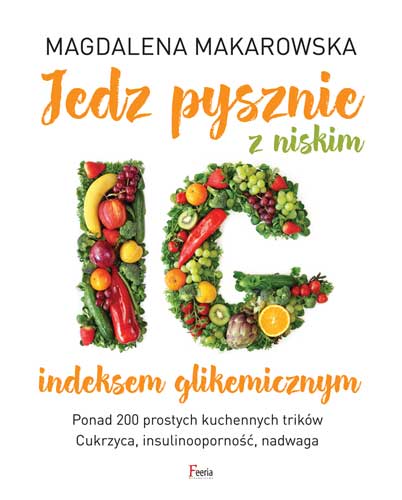 MAGDALENA MAKAROWSKA
Jedz pysznie
z niskim
IG
indeksem glikemicznym
Ponad 200 prostych kuchennych trików
Cukrzyca, insulinooporność, nadwaga
Feeria